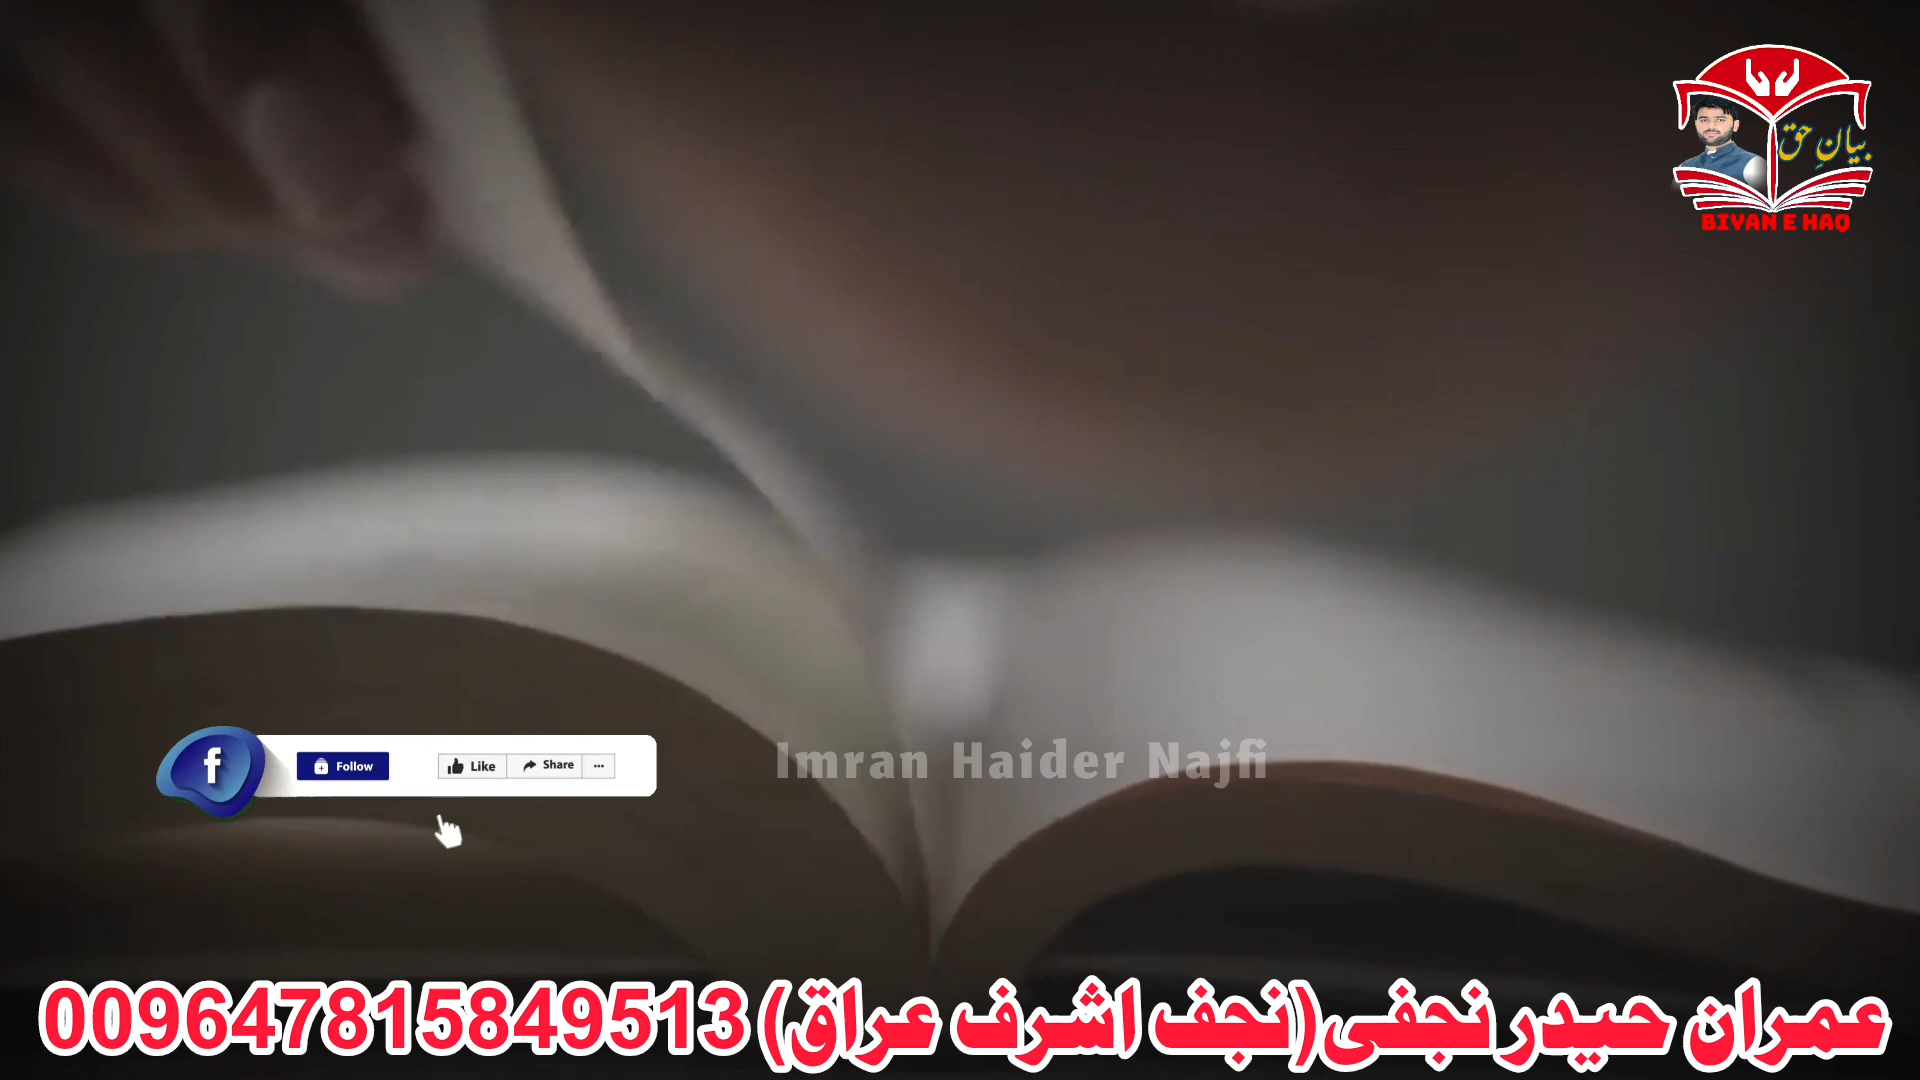 بیانِ حق
BIYAN E HAQ
Follow
Like
Share
Imran Haider Najfi
عمران حیدر نجفی(نجف اشرف عراق) 009647815849513